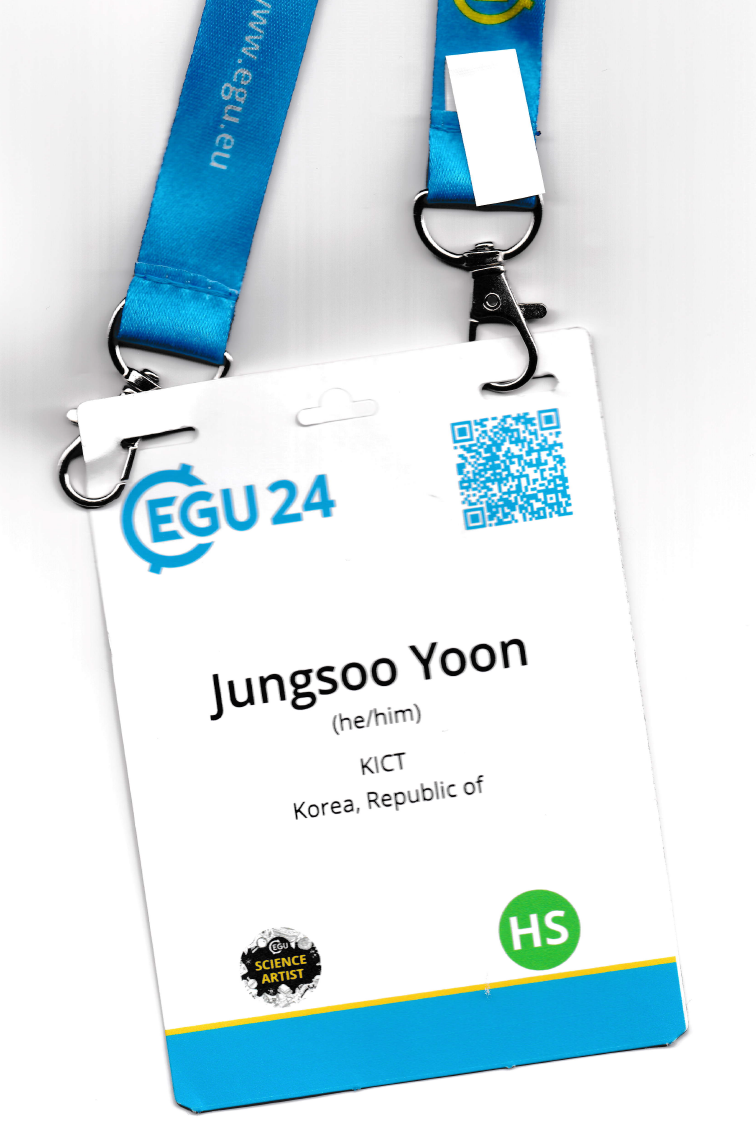 www.egu.eu
EGU 24
Jungsoo Yoon
(he/him)
KICT
Korea, Republic of
EGU
SCIENCE
ARTIST
HS